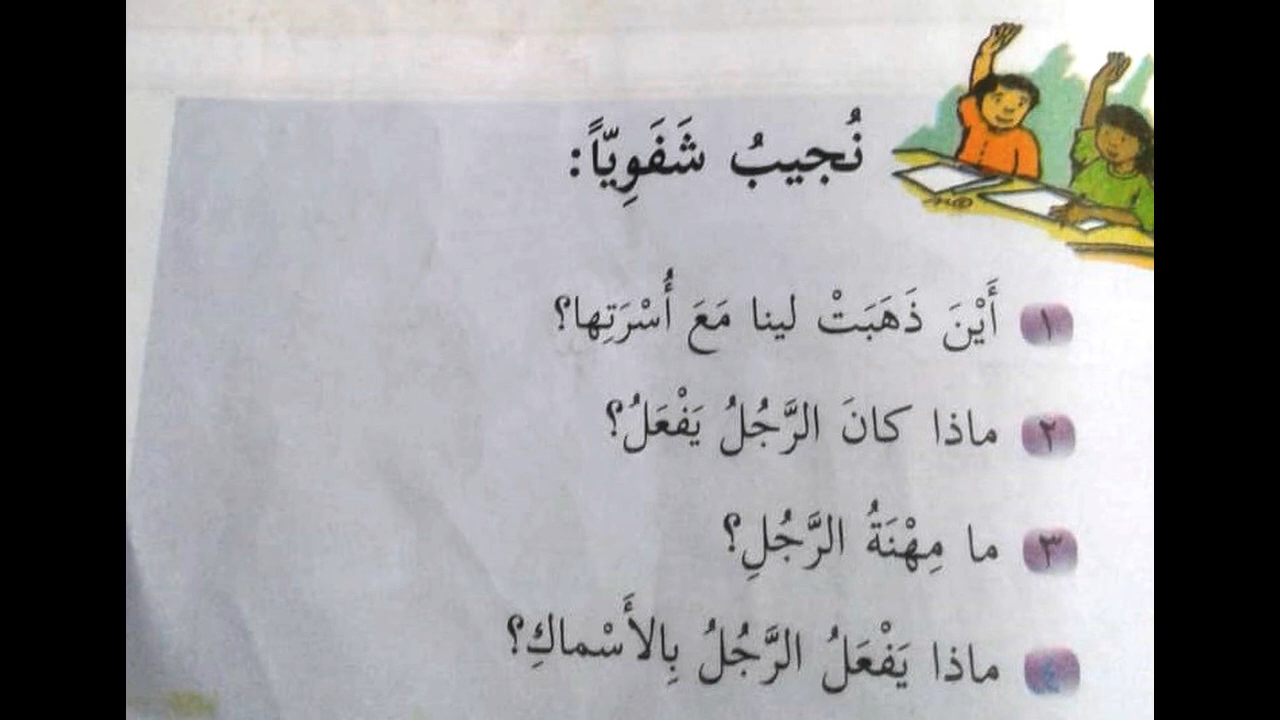 نُجيبُ شَفَوِيّاً:
١ أَيْنَ ذَهَبَتْ لينا مَعَ أُسْرَتِها؟
٢ ماذا كانَ الرَّجُلُ يَفْعَلُ؟
٣ ما مِهْنَةُ الرَّجُلِ؟
٤ ماذا يَفْعَلُ الرَّجُلُ بِالأَسْماكِ؟